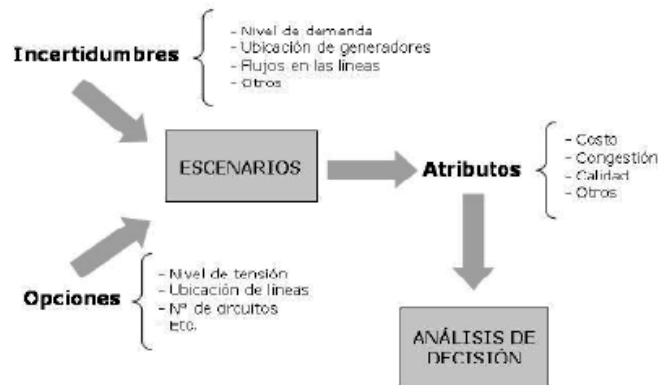 Incertidumbres
- Nivel de demanda
- Ubicación de generadores
- Flujos en las líneas
- Otros
ESCENARIOS
Atributos
- Costo
- Congestión
- Calidad
- Otros
Opciones
- Nivel de tensión
- Ubicación de líneas
- Nº de circuitos
- Etc.
ANÁLISIS DE
DECISIÓN